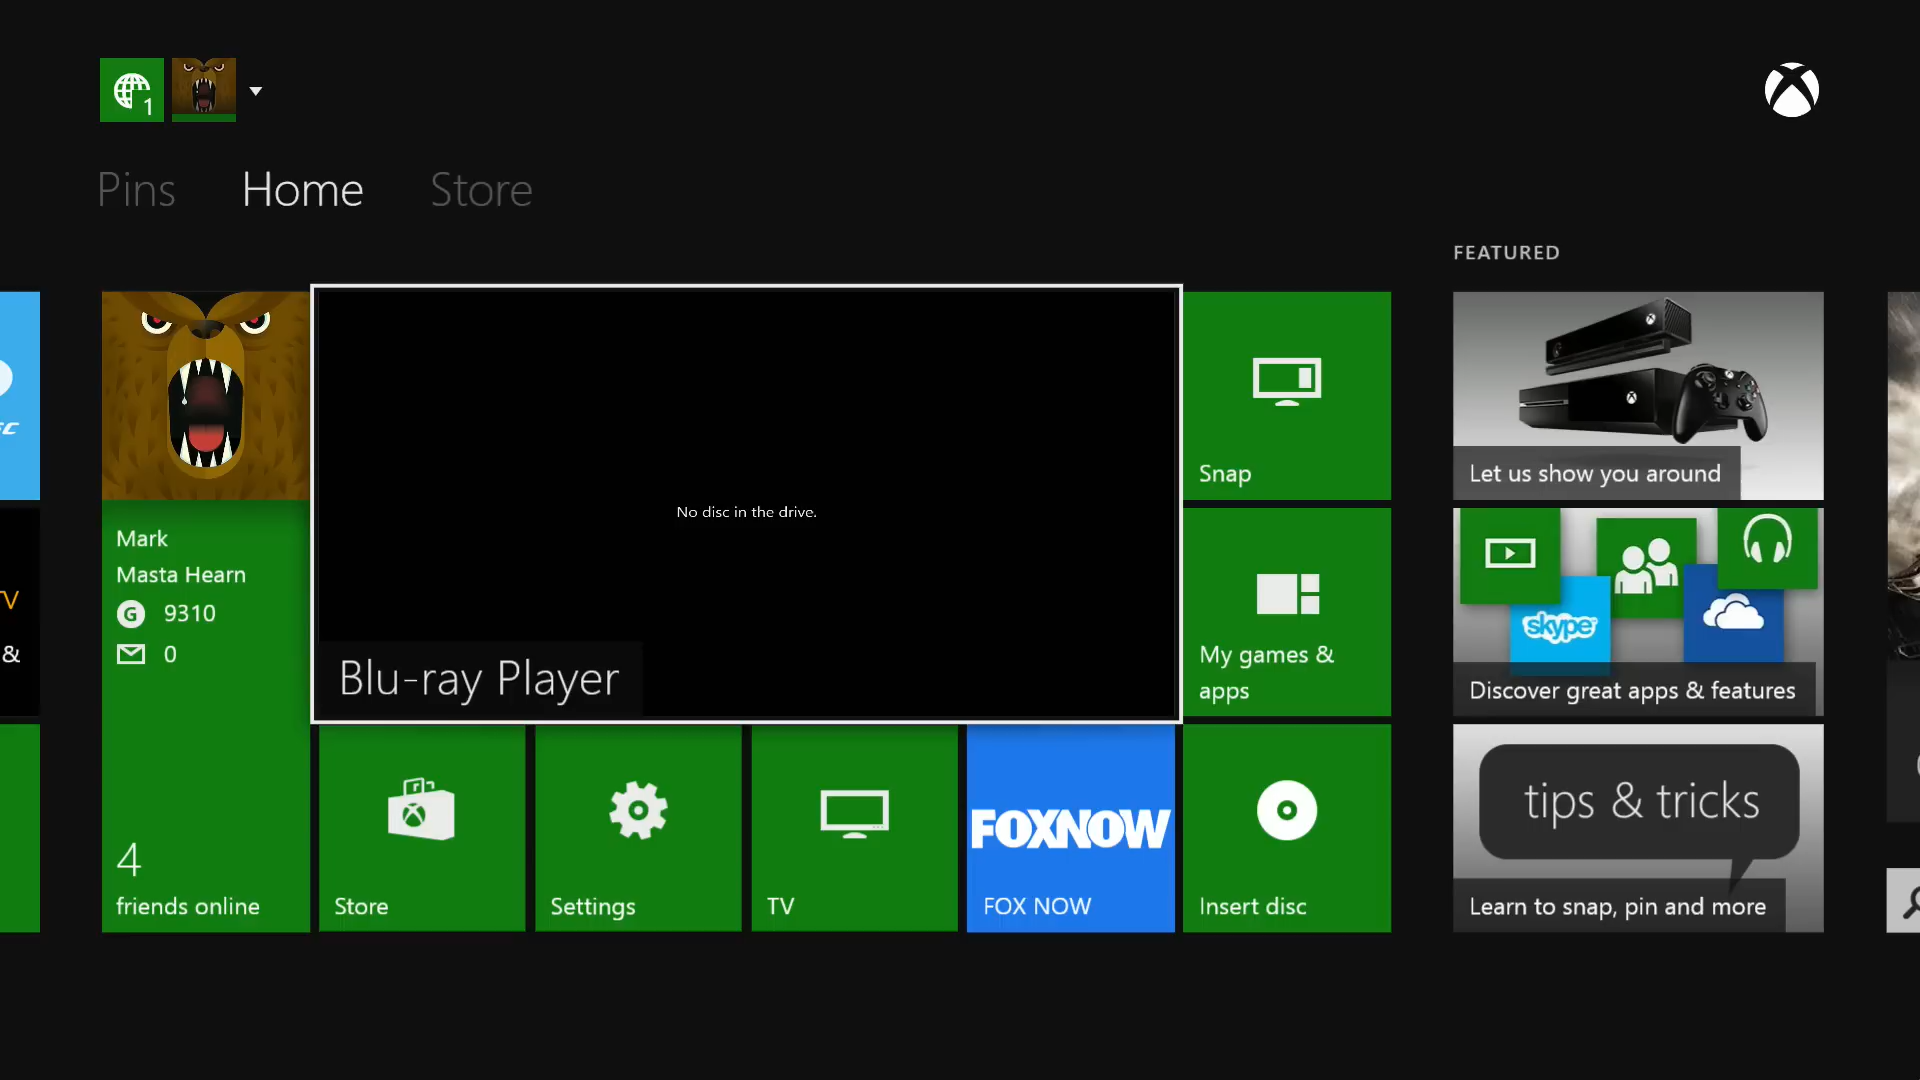 1
Pins
Home
Store
FEATURED
Mark
Masta Hearn
G 9310
0
4
friends online
No disc in the drive.
Blu-ray Player
Snap
My games &
apps
Store
Settings
TV
FOXNOW
FOX NOW
Insert disc
Let us show you around
skype
Discover great apps & features
tips & tricks
Learn to snap, pin and more
V
&